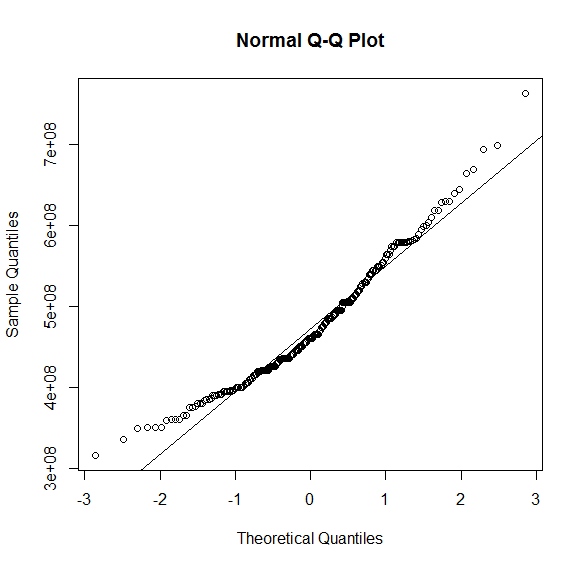 Normal Q-Q Plot
Sample Quantiles
7e+08
6e+08
5e+08
4e+08
3e+08
-3 -2 -1 0 1 2 3
Theoretical Quantiles